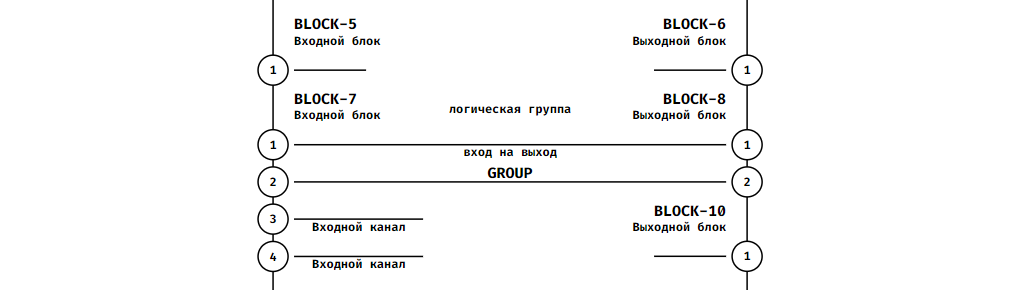 BLOCK-5
BLOCK-6
Входной блок
Выходной блок
1
1
BLOCK-7
BLOCK-8
логическая группа
Входной блок
Выходной блок
1
1
вход на выход
GROUP
2
2
BLOCK-10
3
Входной канал
Выходной блок
4
1
Входной канал